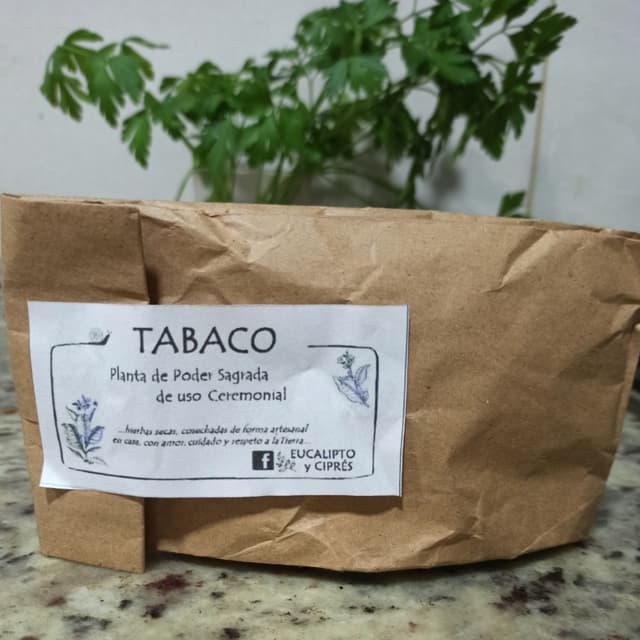 TABACO
Planta de Poder Sagrada
de uso Ceremonial
...hierbas secas, cosechadas de forma artesanal
en casa, con amor, cuidado y respeto a la Tierra...
f EUCALIPTO
y CIPRÉS